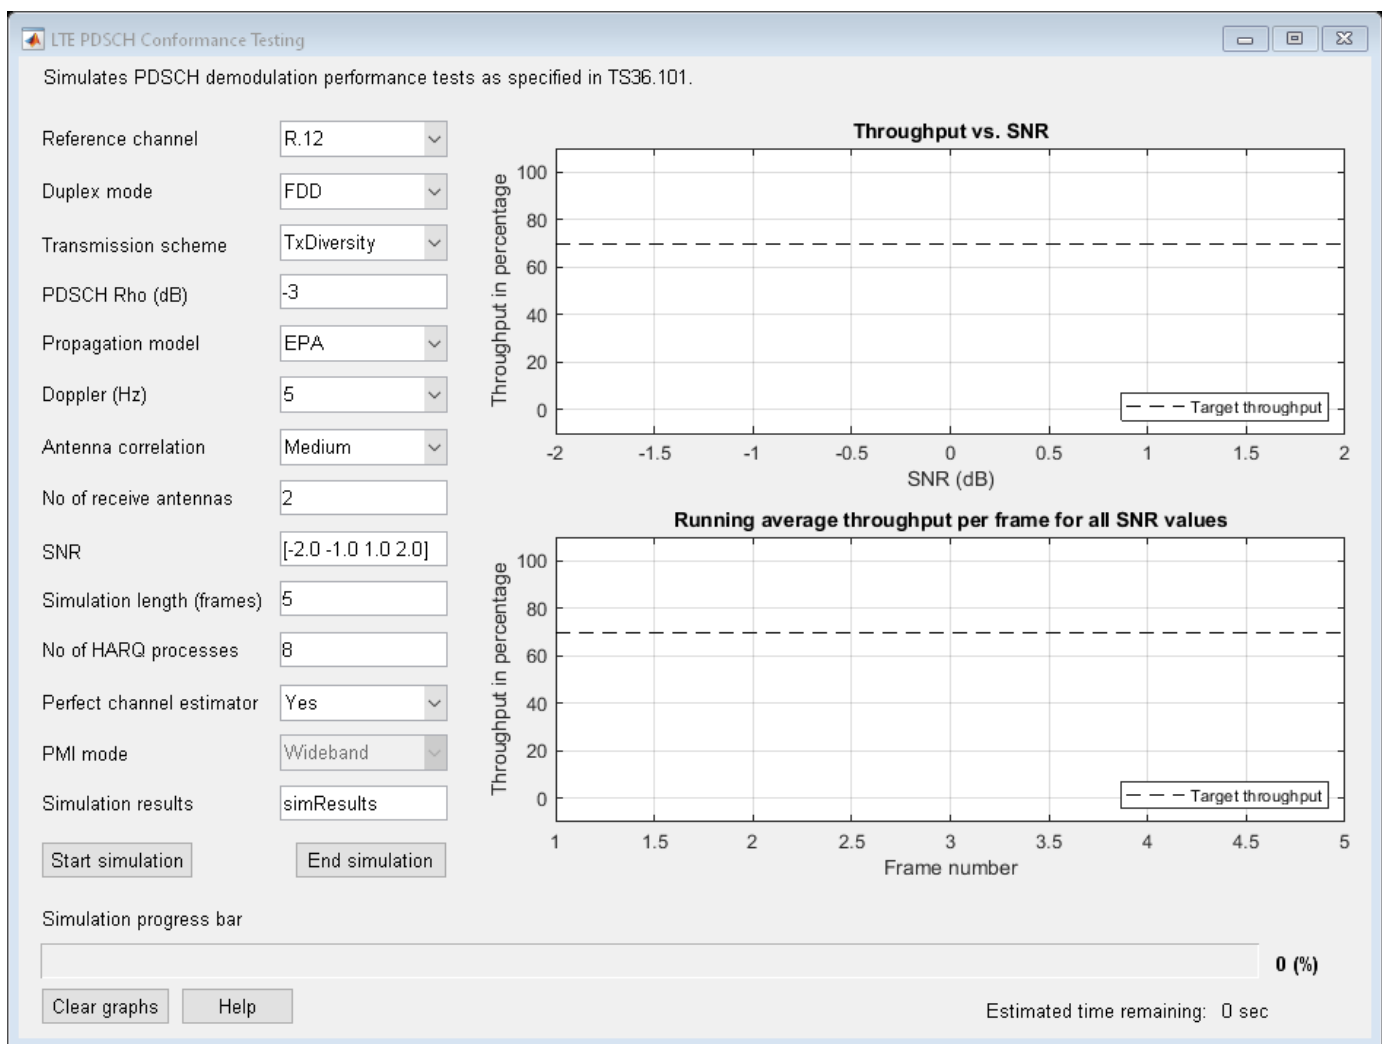 LTE PDSCH Conformance Testing
Simulates PDSCH demodulation performance tests as specified in TS36.101.
Reference channel R.12
Duplex mode FDD
Transmission scheme TxDiversity
PDSCH Rho (dB) -3
Propagation model EPA
Doppler (Hz) 5
Antenna correlation Medium
No of receive antennas 2
SNR [-2.0 -1.0 1.0 2.0]
Simulation length (frames) 5
No of HARQ processes 8
Perfect channel estimator Yes
PMI mode Wideband
Simulation results simResults
Start simulation End simulation
Throughput vs. SNR
Throughput in percentage
100
80
60
40
20
0
Target throughput
-2 -1.5 -1 -0.5 0 0.5 1 1.5 2
SNR (dB)
Running average throughput per frame for all SNR values
Throughput in percentage
100
80
60
40
20
0
Target throughput
1 1.5 2 2.5 3 3.5 4 4.5 5
Frame number
Simulation progress bar
0 (%)
Clear graphs Help
Estimated time remaining: 0 sec